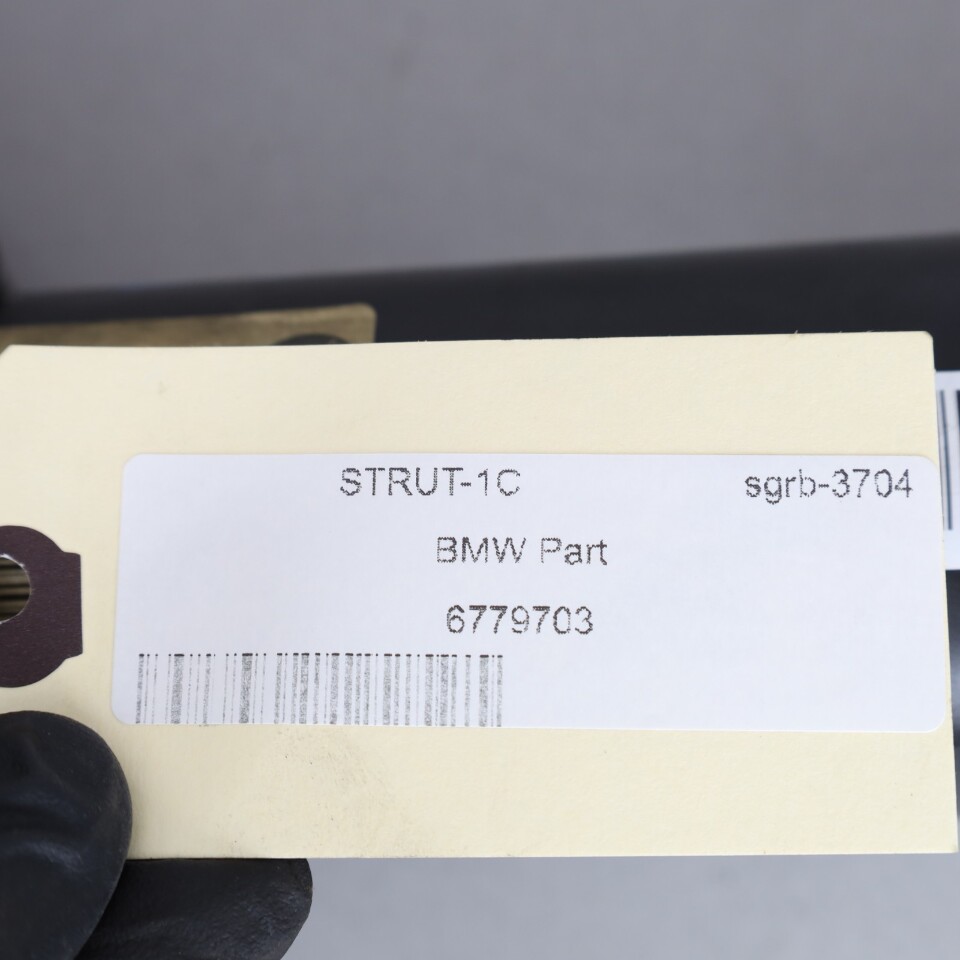 STRUT-1C sgrb-3704
BMW Part
6779703